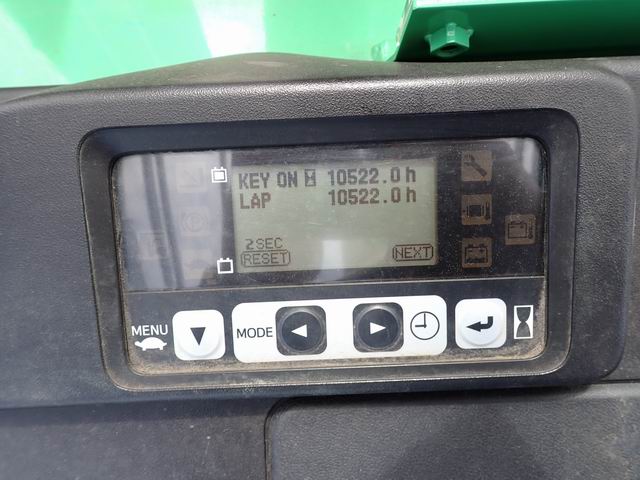 KEY ON 10522.0 h
LAP 10522.0 h
2SEC
RESET NEXT
MENU
MODE